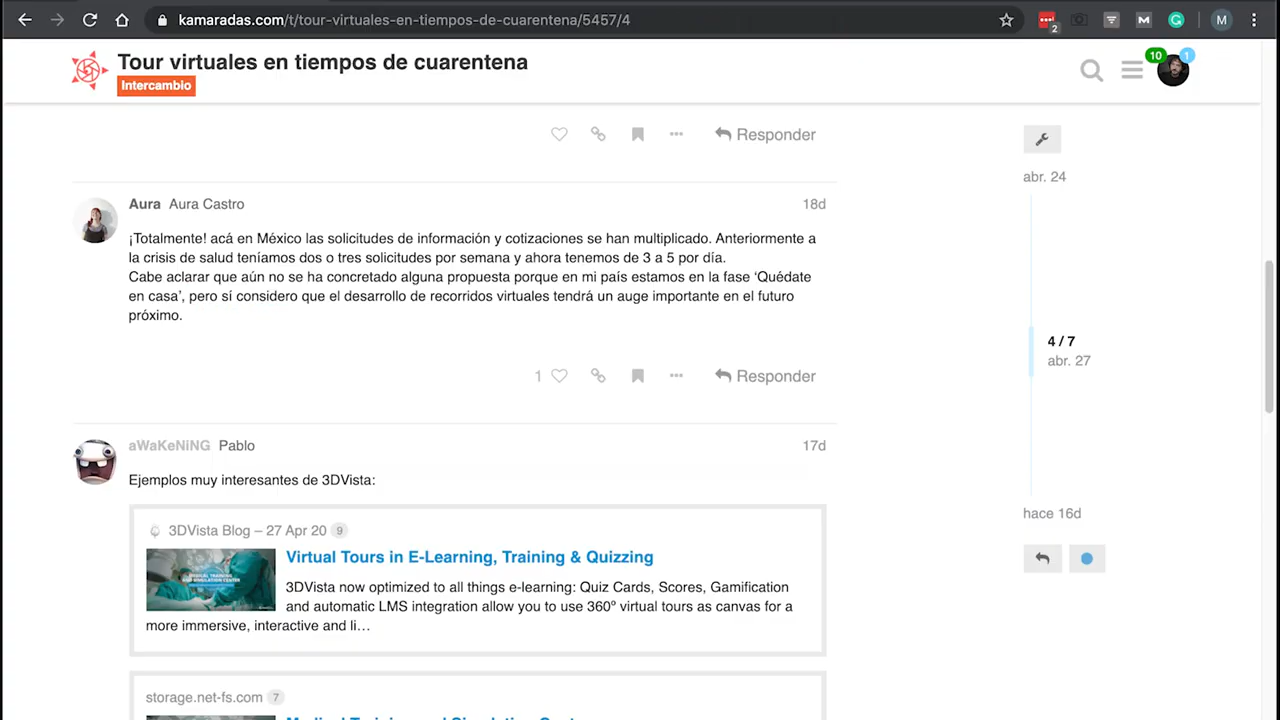 kamaradas.com/t/tour-virtuales-en-tiempos-de-cuarentena/5457/4
2
M
Tour virtuales en tiempos de cuarentena
Intercambio
10
1
Responder
abr. 24
Aura Aura Castro
18d
¡Totalmente! acá en México las solicitudes de información y cotizaciones se han multiplicado. Anteriormente a
la crisis de salud teníamos dos o tres solicitudes por semana y ahora tenemos de 3 a 5 por día.
Cabe aclarar que aún no se ha concretado alguna propuesta porque en mi país estamos en la fase ‘Quédate
en casa’, pero sí considero que el desarrollo de recorridos virtuales tendrá un auge importante en el futuro
próximo.
4 / 7
abr. 27
1
Responder
aWaKeNiNG Pablo
17d
Ejemplos muy interesantes de 3DVista:
hace 16d
3DVista Blog – 27 Apr 20 9
Virtual Tours in E-Learning, Training & Quizzing
3DVista now optimized to all things e-learning: Quiz Cards, Scores, Gamification
and automatic LMS integration allow you to use 360º virtual tours as canvas for a
more immersive, interactive and li…
storage.net-fs.com 7